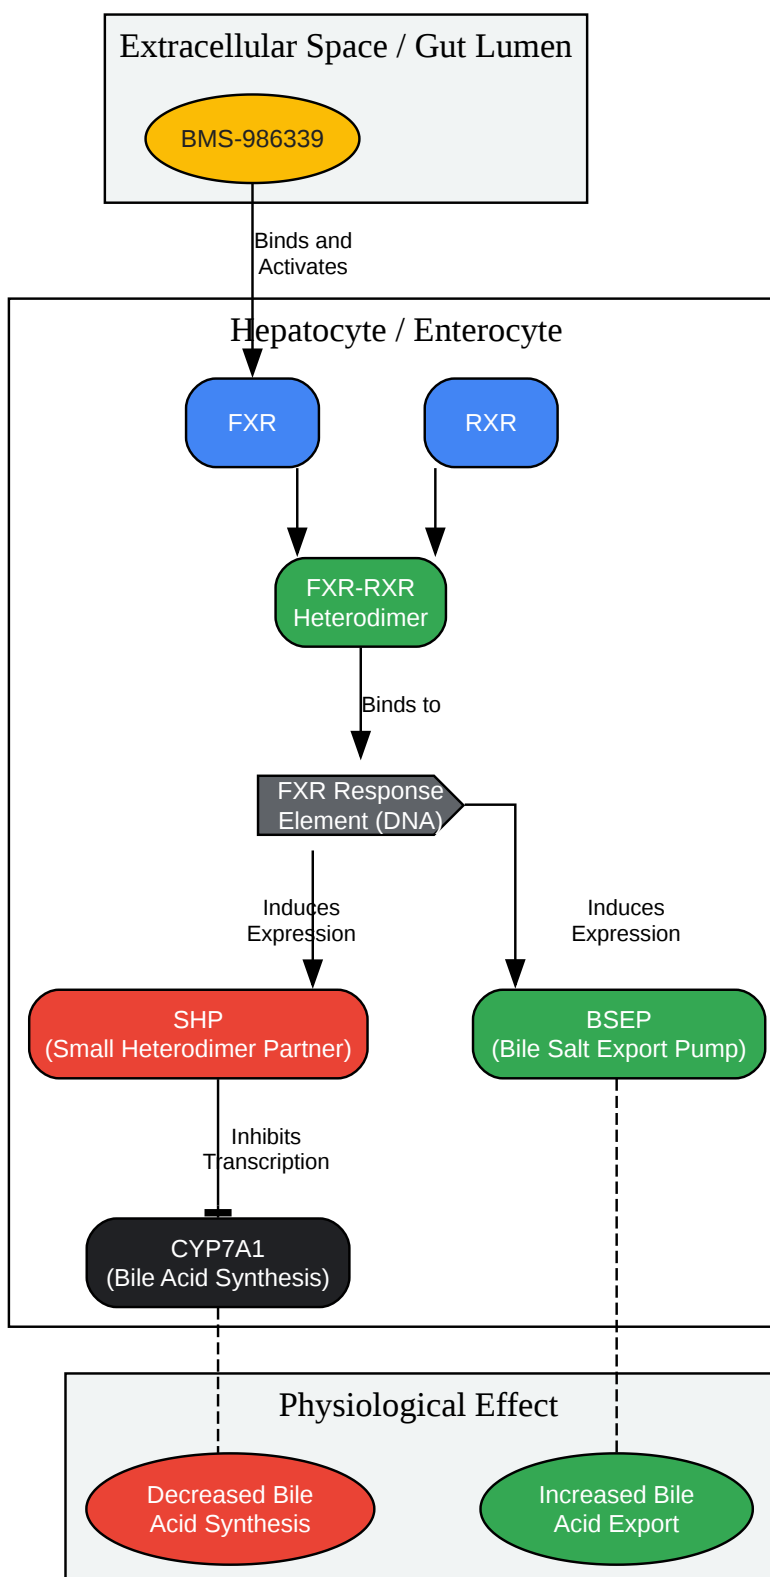 Extracellular Space / Gut Lumen
BMS-986339
Binds and
Activates
Hepatocyte / Enterocyte
FXR
RXR
FXR-RXR
Heterodimer
Binds to
FXR Response
Element (DNA)
Induces
Expression
Induces
Expression
SHP
(Small Heterodimer Partner)
BSEP
(Bile Salt Export Pump)
Inhibits
Transcription
CYP7A1
(Bile Acid Synthesis)
Physiological Effect
Decreased Bile
Acid Synthesis
Increased Bile
Acid Export